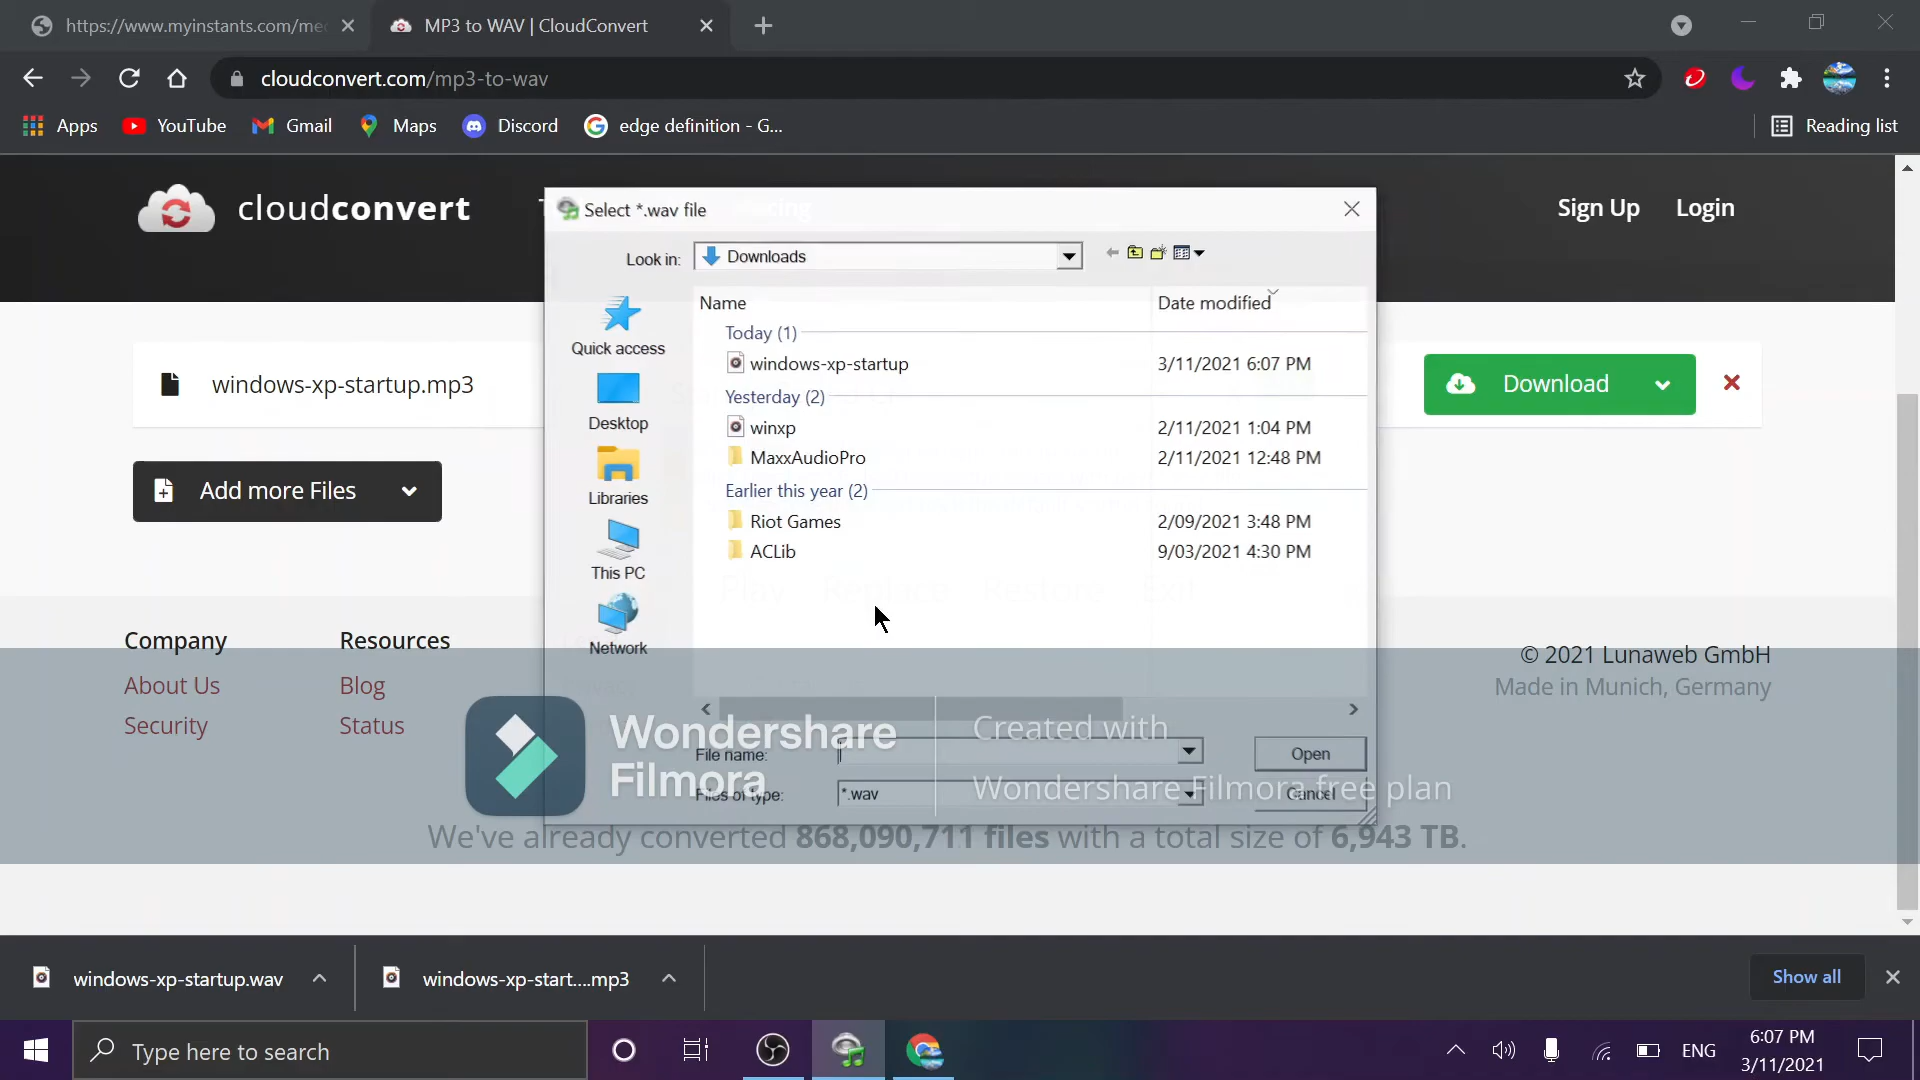 https://www.myinstants.com/me
MP3 to WAV | CloudConvert
cloudconvert.com/mp3-to-wav
Apps
YouTube
Gmail
Maps
Discord
edge definition - G...
Reading list
cloudconvert
Sign Up
Login
Select *.wav file
Look in:
Downloads
Quick access
Desktop
Libraries
This PC
Network
Name
Date modified
Today (1)
windows-xp-startup
3/11/2021 6:07 PM
Yesterday (2)
winxp
2/11/2021 1:04 PM
MaxxAudioPro
2/11/2021 12:48 PM
Earlier this year (2)
Riot Games
2/09/2021 3:48 PM
ACLib
9/03/2021 4:30 PM
Play
Replace
Restore
Exit
File name:
Open
Files of type:
*.wav
Cancel
windows-xp-startup.mp3
Download
Add more Files
Company
About Us
Security
Resources
Blog
Status
© 2021 Lunaweb GmbH
Made in Munich, Germany
Wondershare
Filmora
Created with
Wondershare Filmora free plan
We've already converted 868,090,711 files with a total size of 6,943 TB.
windows-xp-startup.wav
windows-xp-start....mp3
Show all
Type here to search
ENG
6:07 PM
3/11/2021